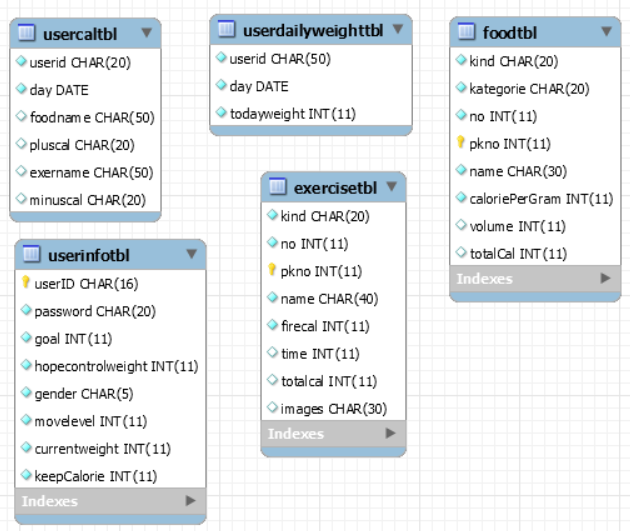 usercaltbl
userid CHAR(20)
day DATE
foodname CHAR(50)
pluscal CHAR(20)
exername CHAR(50)
minuscal CHAR(20)
userdailyweighttbl
userid CHAR(50)
day DATE
todayweight INT(11)
foodtbl
kind CHAR(20)
kategorie CHAR(20)
no INT(11)
pkno INT(11)
name CHAR(30)
caloriePerGram INT(11)
volume INT(11)
totalCal INT(11)
Indexes
userinfotbl
userID CHAR(16)
password CHAR(20)
goal INT(11)
hopecontrolweight INT(11)
gender CHAR(5)
movelevel INT(11)
currentweight INT(11)
keepCalorie INT(11)
Indexes
exercisetbl
kind CHAR(20)
no INT(11)
pkno INT(11)
name CHAR(40)
firecal INT(11)
time INT(11)
totalcal INT(11)
images CHAR(30)
Indexes